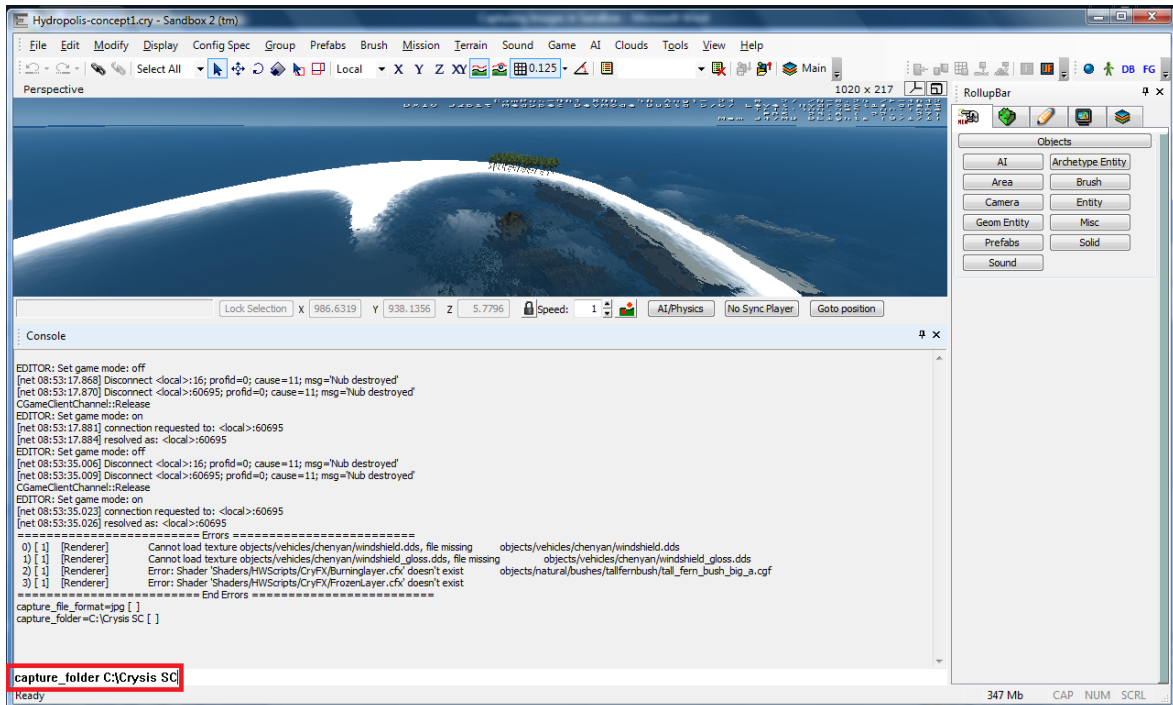 Hydropolis-concept1.cry - Sandbox 2 (tm)
File Edit Modify Display Config Spec Group Prefabs Brush Mission Terrain Sound Game AI Clouds Tools View Help
Select All Local X Y Z XY 0.125 Main DB FG
Perspective 1020 x 217
RollupBar
Objects
AI Archetype Entity
Area Brush
Camera Entity
Geom Entity Misc
Prefabs Solid
Sound
Lock Selection X 986.6319 Y 938.1356 Z 5.7796 Speed: 1 AI/Physics No Sync Player Goto position
Console
EDITOR: Set game mode: off
[net 08:53:17.868] Disconnect <local>:16; profid=0; cause=11; msg='Nub destroyed'
[net 08:53:17.870] Disconnect <local>:60695; profid=0; cause=11; msg='Nub destroyed'
CGameClientChannel::Release
EDITOR: Set game mode: on
[net 08:53:17.881] connection requested to: <local>:60695
[net 08:53:17.884] resolved as: <local>:60695
EDITOR: Set game mode: off
[net 08:53:35.006] Disconnect <local>:16; profid=0; cause=11; msg='Nub destroyed'
[net 08:53:35.009] Disconnect <local>:60695; profid=0; cause=11; msg='Nub destroyed'
CGameClientChannel::Release
EDITOR: Set game mode: on
[net 08:53:35.023] connection requested to: <local>:60695
[net 08:53:35.026] resolved as: <local>:60695
========================= Errors =========================
0) [ 1] [Renderer] Cannot load texture objects/vehicles/chenyan/windshield.dds, file missing objects/vehicles/chenyan/windshield.dds
1) [ 1] [Renderer] Cannot load texture objects/vehicles/chenyan/windshield_gloss.dds, file missing objects/vehicles/chenyan/windshield_gloss.dds
2) [ 1] [Renderer] Error: Shader 'Shaders/HWScripts/CryFX/Burninglayer.cfx' doesn't exist objects/natural/bushes/tallfernbush/tall_fern_bush_big_a.cgf
3) [ 1] [Renderer] Error: Shader 'Shaders/HWScripts/CryFX/FrozenLayer.cfx' doesn't exist
========================= End Errors =========================
capture_file_format=jpg [ ]
capture_folder=C:\Crysis SC [ ]
capture_folder C:\Crysis SC
Ready 347 Mb CAP NUM SCRL